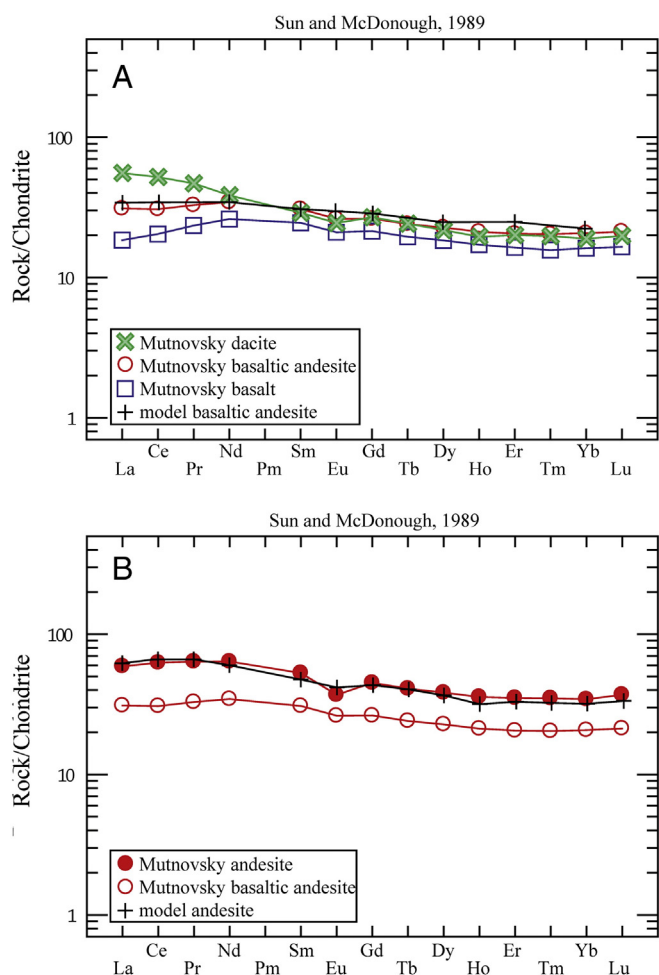 Sun and McDonough, 1989
A
100
10
1
Rock/Chondrite
Mutnovsky dacite
Mutnovsky basaltic andesite
Mutnovsky basalt
model basaltic andesite
Ce Nd Sm Gd Dy Er Yb
La Pr Pm Eu Tb Ho Tm Lu
Sun and McDonough, 1989
B
100
10
1
Rock/Chondrite
Mutnovsky andesite
Mutnovsky basaltic andesite
model andesite
Ce Nd Sm Gd Dy Er Yb
La Pr Pm Eu Tb Ho Tm Lu